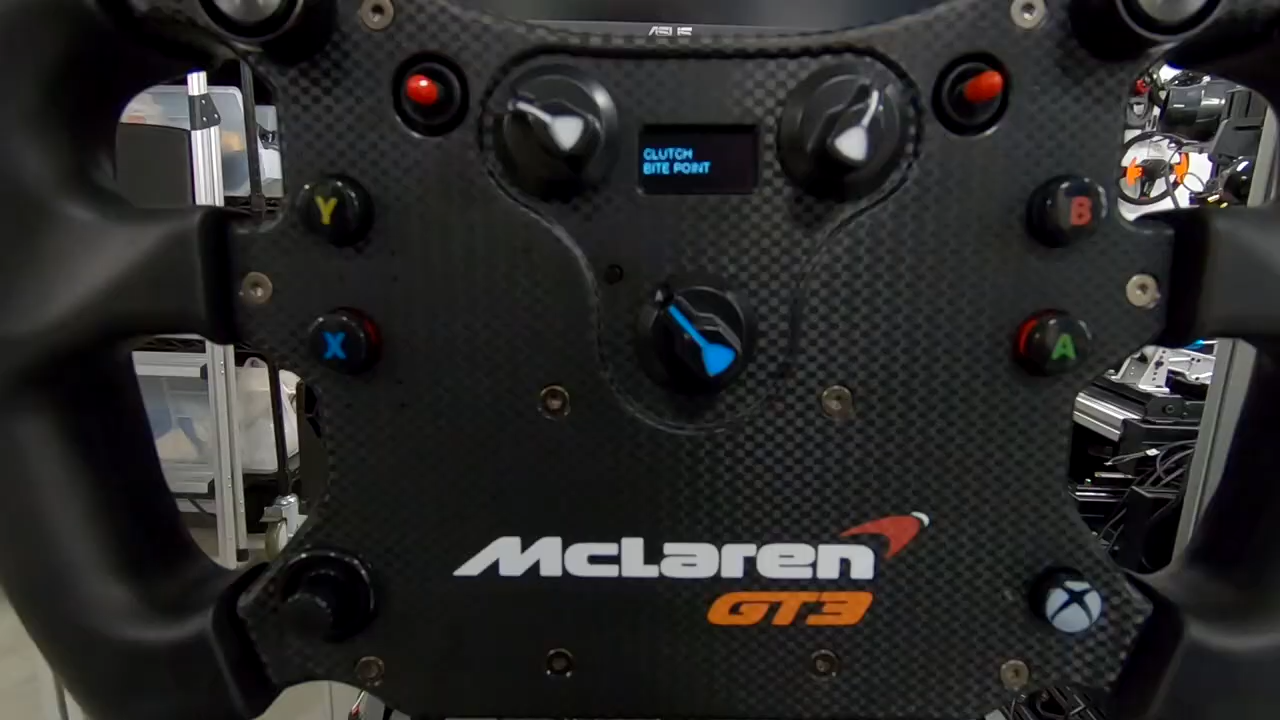 ASUS
CLUTCH
BITE POINT
Y
B
X
A
McLaren
GT3